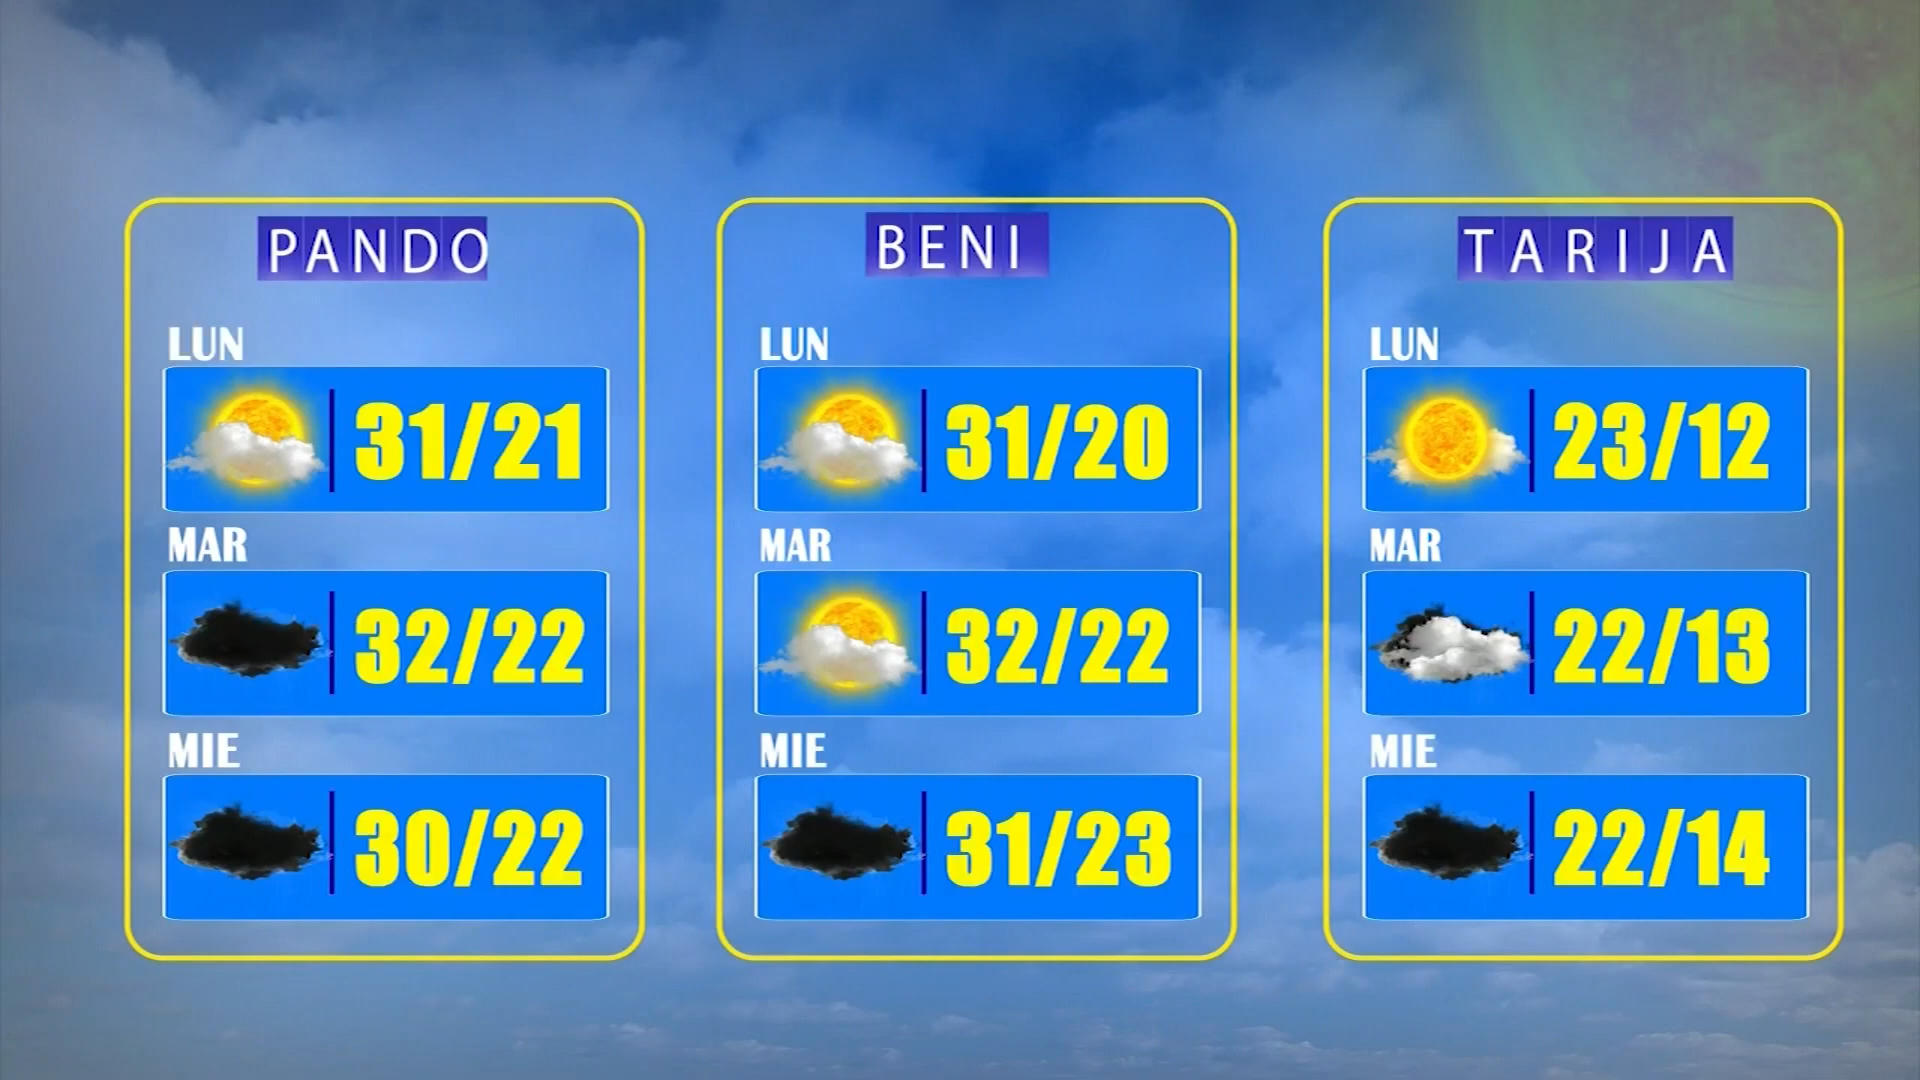 PANDO
LUN
31/21
MAR
32/22
MIE
30/22
BENI
LUN
31/20
MAR
32/22
MIE
31/23
TARIJA
LUN
23/12
MAR
22/13
MIE
22/14